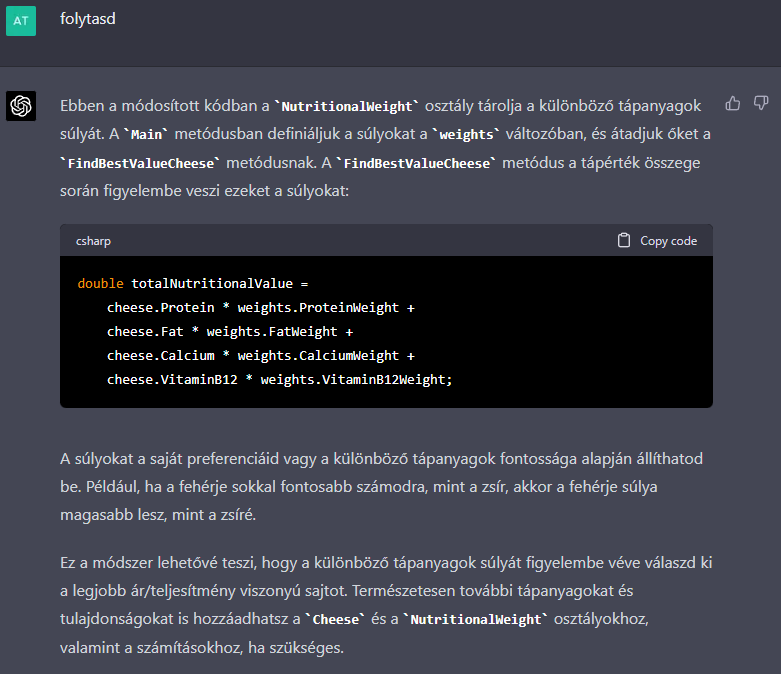 AT
folytasd
Ebben a módosított kódban a `NutritionalWeight` osztály tárolja a különböző tápanyagok
súlyát. A `Main` metódusban definiáljuk a súlyokat a `weights` változóban, és átadjuk őket a
`FindBestValueCheese` metódusnak. A `FindBestValueCheese` metódus a tápérték összege
során figyelembe veszi ezeket a súlyokat:
csharp Copy code
double totalNutritionalValue =
cheese.Protein * weights.ProteinWeight +
cheese.Fat * weights.FatWeight +
cheese.Calcium * weights.CalciumWeight +
cheese.VitaminB12 * weights.VitaminB12Weight;
A súlyokat a saját preferenciáid vagy a különböző tápanyagok fontossága alapján állíthatod
be. Például, ha a fehérje sokkal fontosabb számodra, mint a zsír, akkor a fehérje súlya
magasabb lesz, mint a zsíré.
Ez a módszer lehetővé teszi, hogy a különböző tápanyagok súlyát figyelembe véve válaszd ki
a legjobb ár/teljesítmény viszonyú sajtot. Természetesen további tápanyagokat és
tulajdonságokat is hozzáadhatsz a `Cheese` és a `NutritionalWeight` osztályokhoz,
valamint a számításokhoz, ha szükséges.